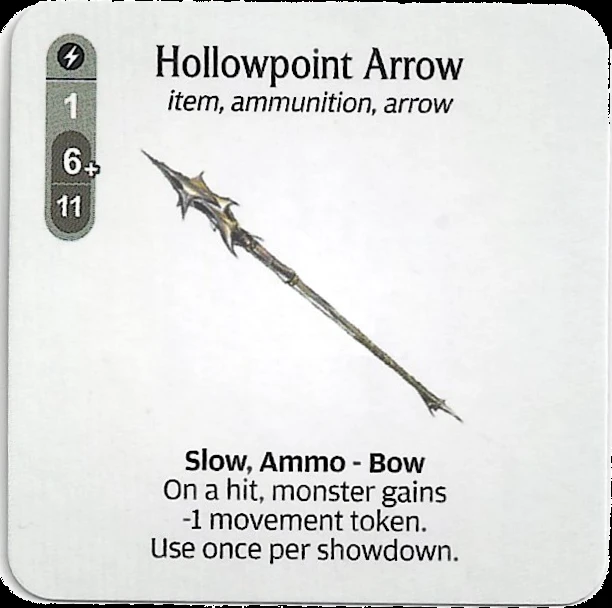 Hollowpoint Arrow
item, ammunition, arrow
1
6+
11
Slow, Ammo - Bow
On a hit, monster gains
-1 movement token.
Use once per showdown.